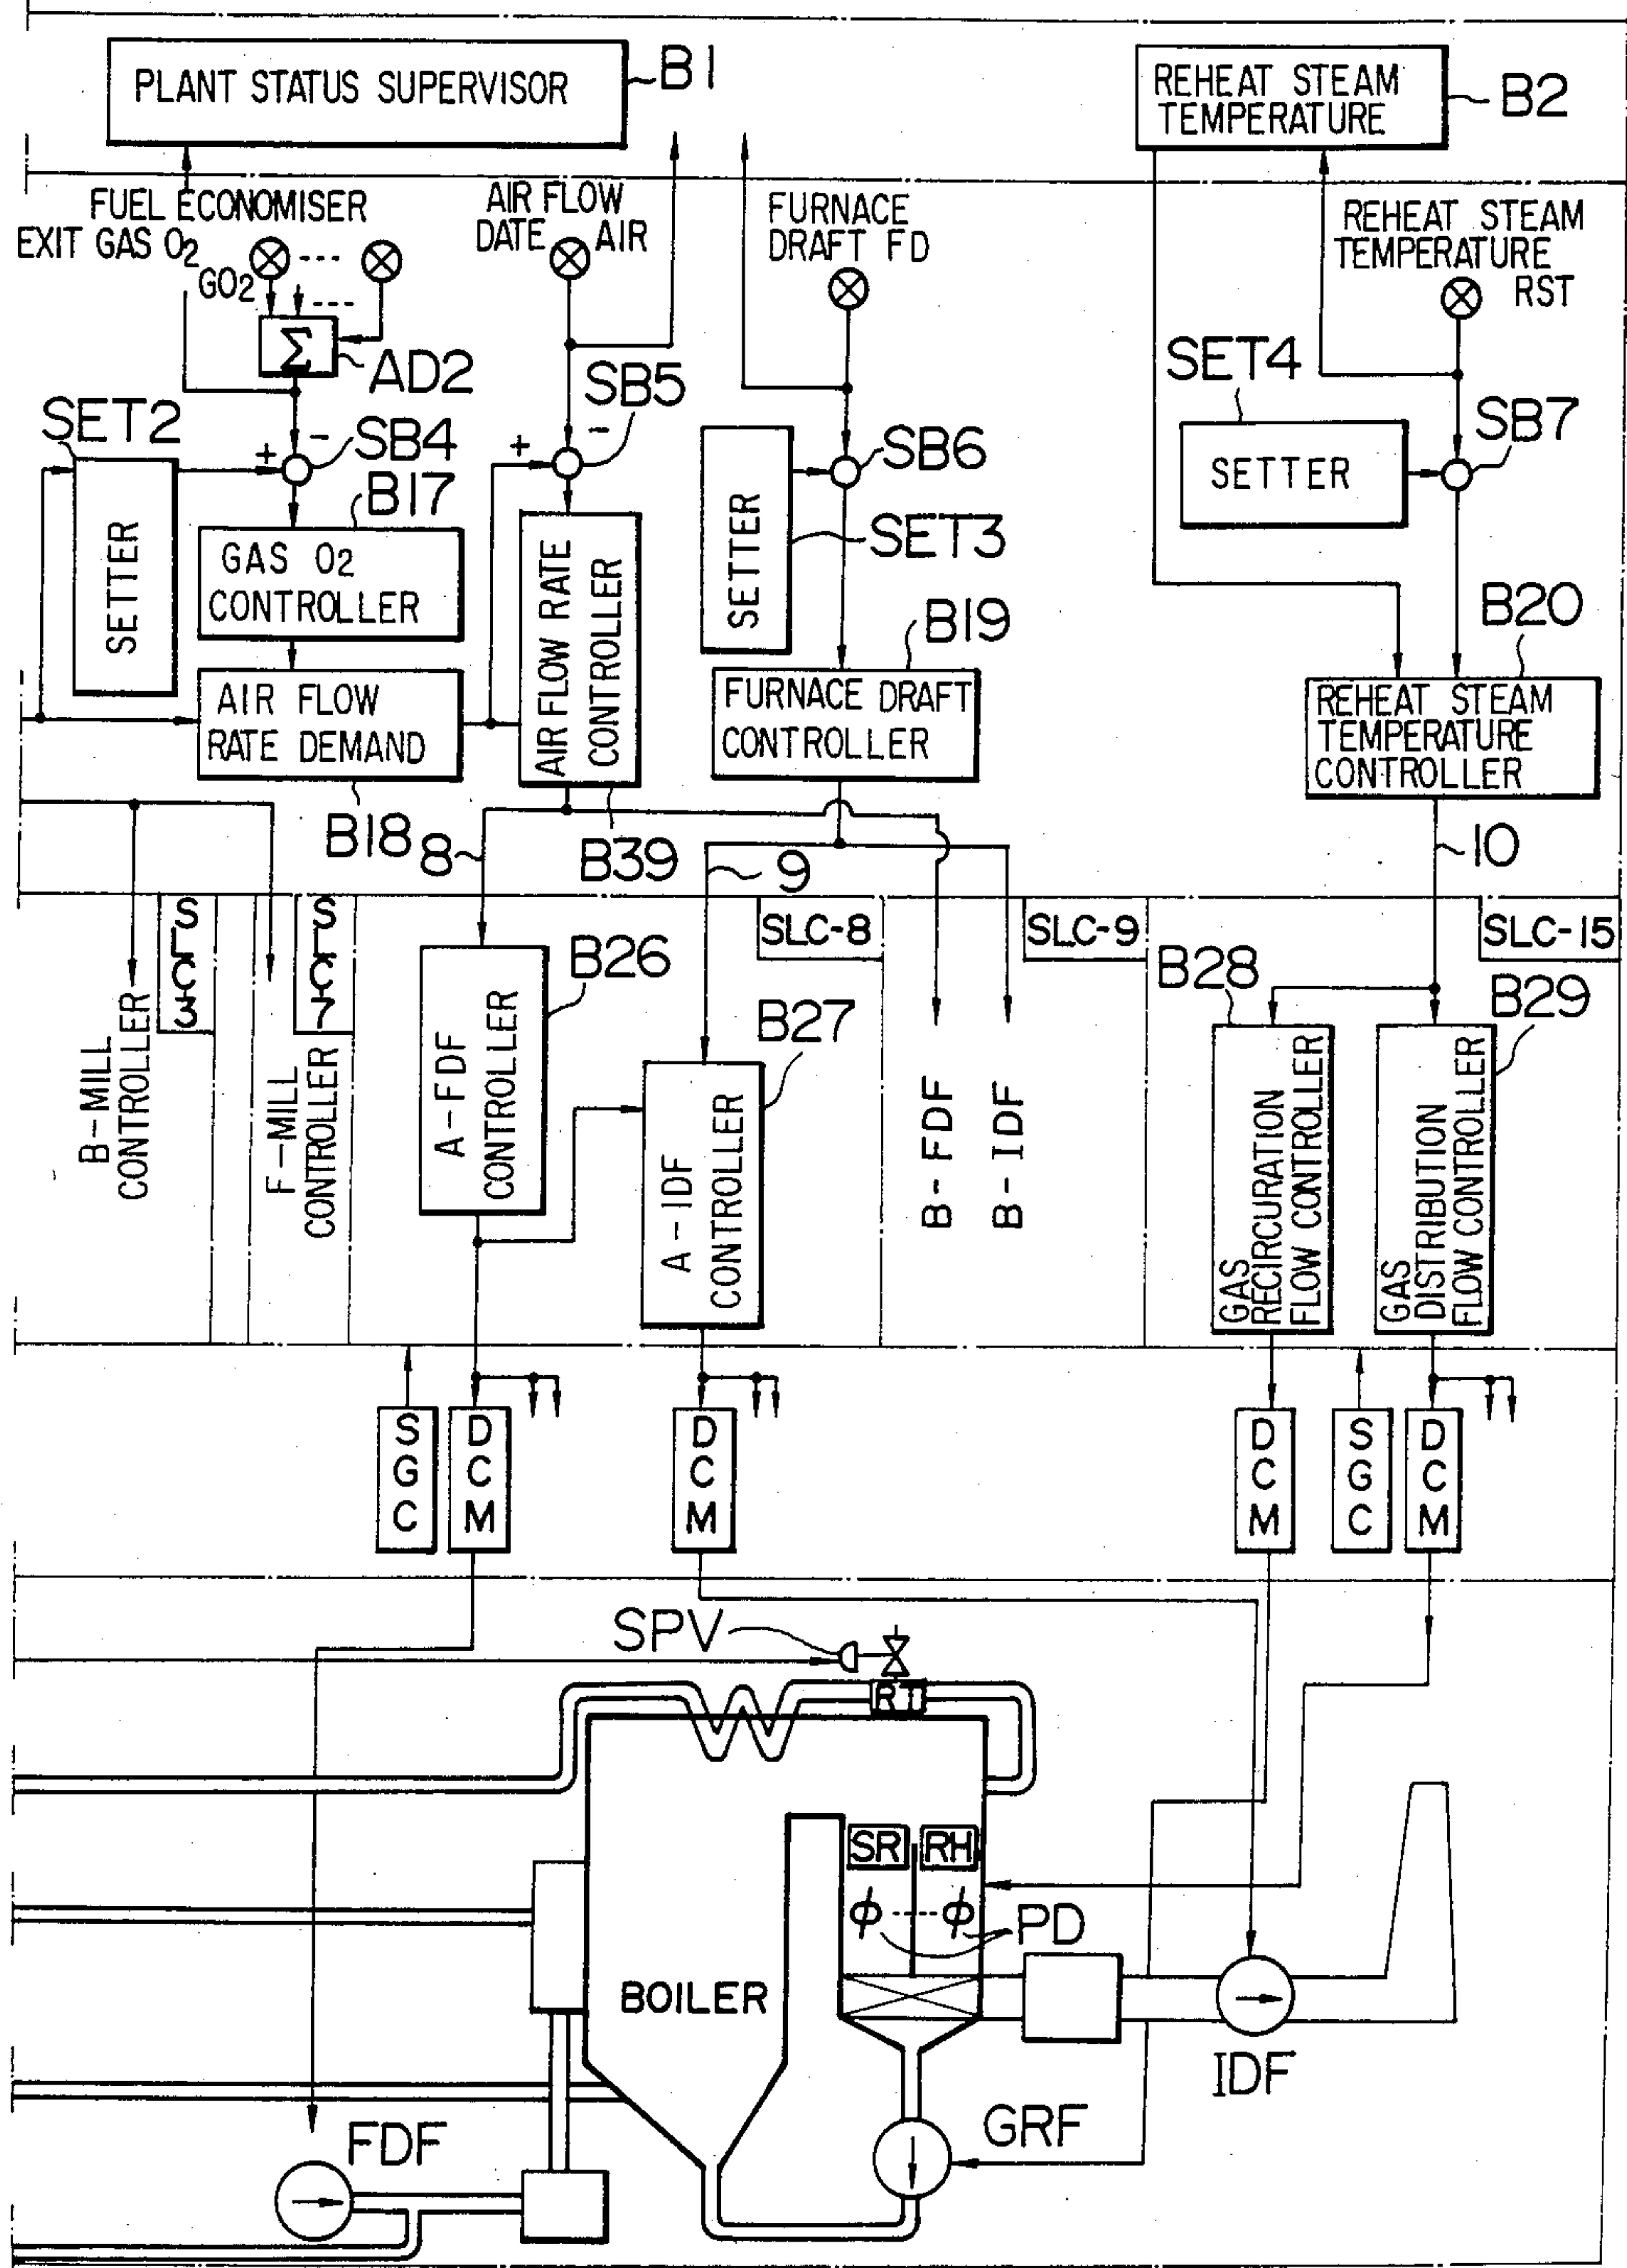 PLANT STATUS SUPERVISOR
B1
REHEAT STEAM
TEMPERATURE
B2
FUEL ECONOMISER
EXIT GAS O2
GO2
AIR FLOW
DATE AIR
FURNACE
DRAFT FD
REHEAT STEAM
TEMPERATURE
RST
Σ
AD2
SB5
SET4
SET2
+
-
SB4
+
-
SB6
SB7
SETTER
B17
SETTER
SETTER
SET3
GAS O2
CONTROLLER
AIR FLOW RATE
CONTROLLER
B19
B20
AIR FLOW
RATE DEMAND
FURNACE DRAFT
CONTROLLER
REHEAT STEAM
TEMPERATURE
CONTROLLER
B18
8
B39
9
10
SLC-3
SLC-7
SLC-8
SLC-9
SLC-15
B26
B27
B28
B29
B-MILL
CONTROLLER
F-MILL
CONTROLLER
A-FDF
CONTROLLER
A-IDF
CONTROLLER
B-FDF
B-IDF
GAS
RECIRCURATION
FLOW CONTROLLER
GAS
DISTRIBUTION
FLOW CONTROLLER
SGC
DCM
DCM
DCM
SGC
DCM
SPV
SR
RH
ϕ
ϕ
PD
BOILER
IDF
GRF
FDF